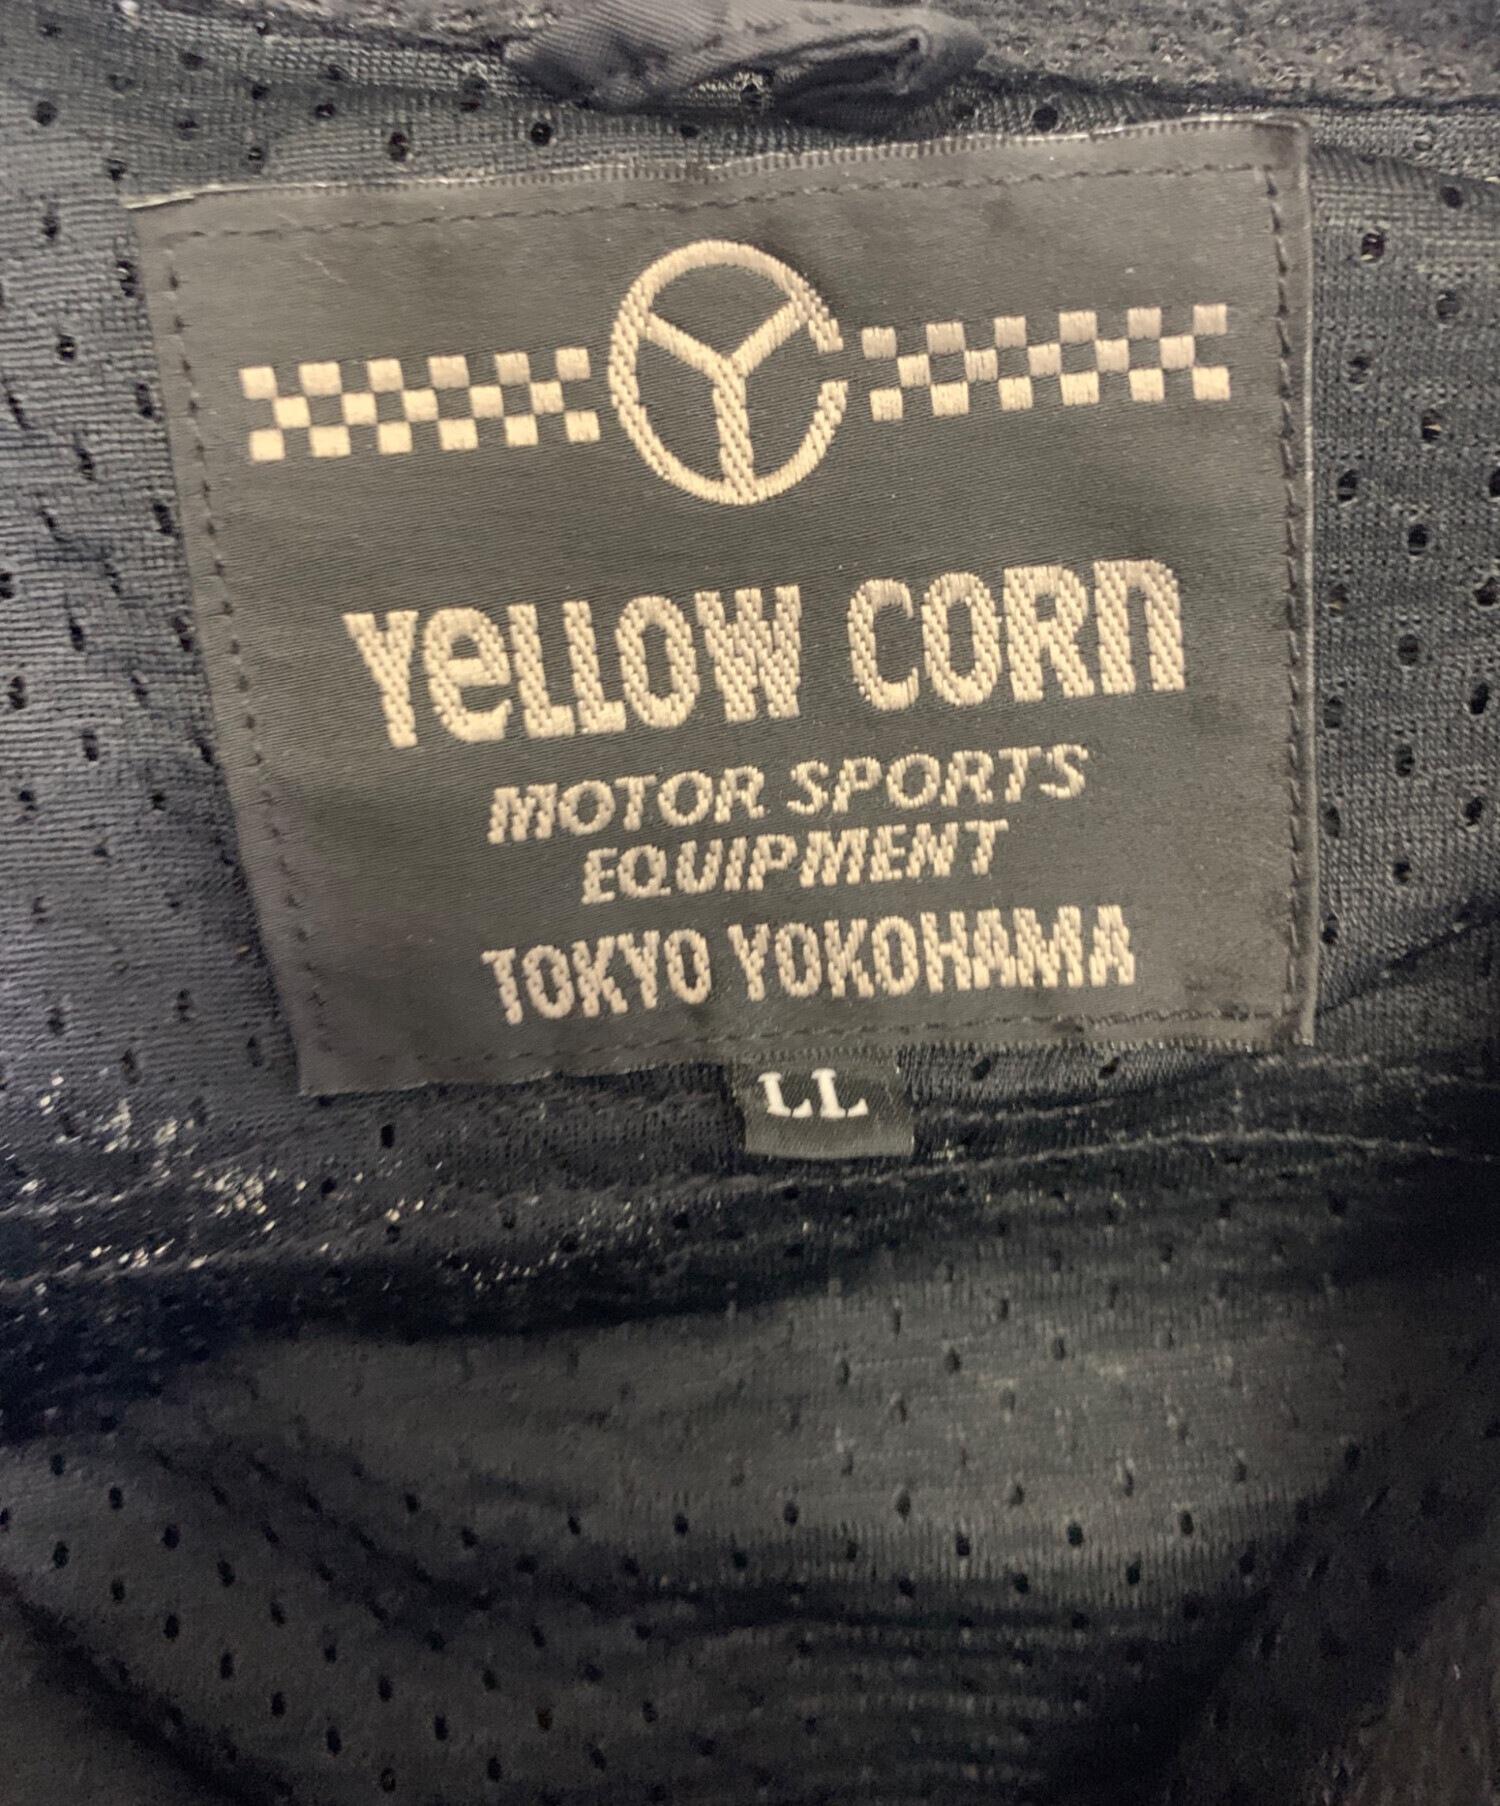 YeLLOW CORn
MOTOR SPORTS
EQUIPMENT
TOKYO YOKOHAMA
LL